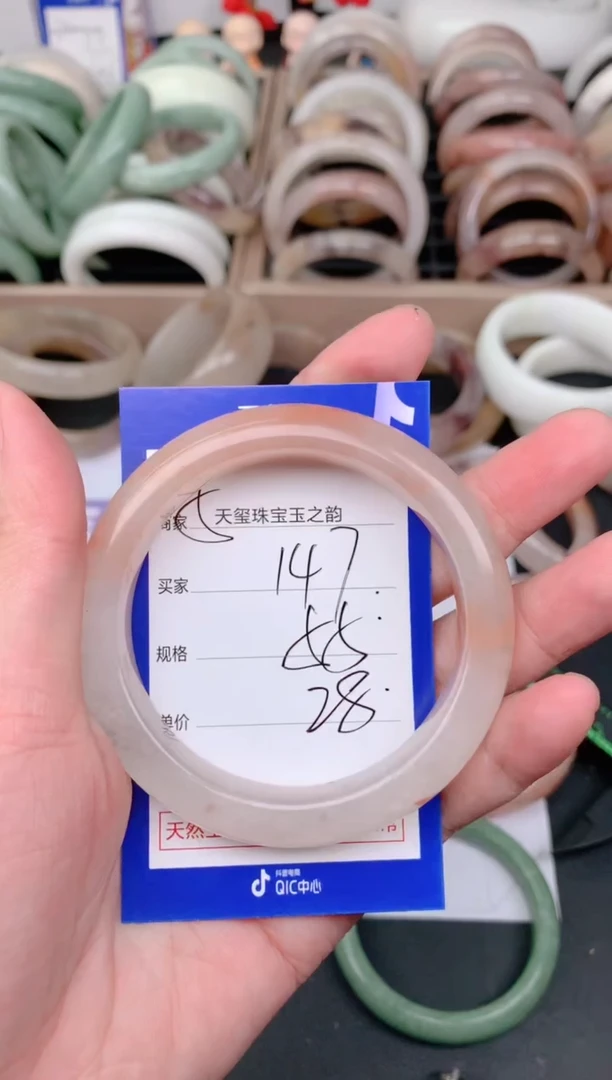 商家 天玺珠宝玉之韵
买家 147
规格 55
单价 28
天然
抖音电商
QIC中心